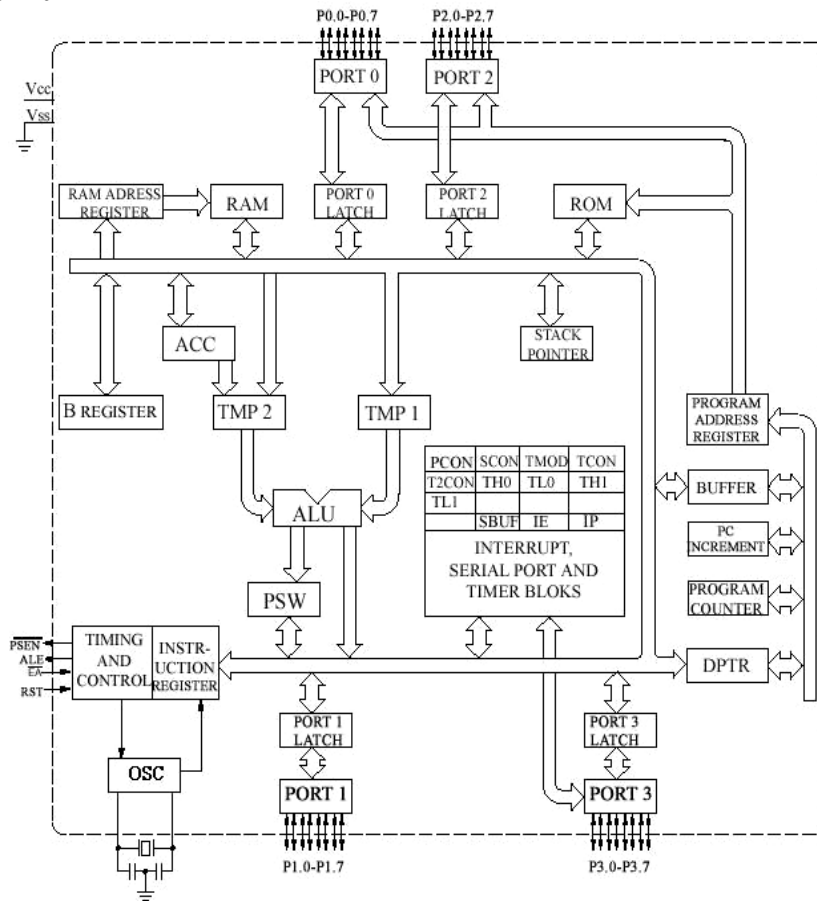 P0.0-P0.7
P2.0-P2.7
PORT 0
PORT 2
Vcc
Vss
RAM ADRESS
REGISTER
RAM
PORT 0
LATCH
PORT 2
LATCH
ROM
ACC
STACK
POINTER
B REGISTER
TMP 2
TMP 1
PROGRAM
ADDRESS
REGISTER
PCON SCON TMOD TCON
T2CON TH0 TL0 TH1
TL1
SBUF IE IP
INTERRUPT,
SERIAL PORT AND
TIMER BLOKS
BUFFER
ALU
PC
INCREMENT
PSW
PROGRAM
COUNTER
PSEN
ALE
EA
RST
TIMING
AND
CONTROL
INSTR-
UCTION
REGISTER
DPTR
PORT 1
LATCH
PORT 3
LATCH
OSC
PORT 1
PORT 3
P1.0-P1.7
P3.0-P3.7